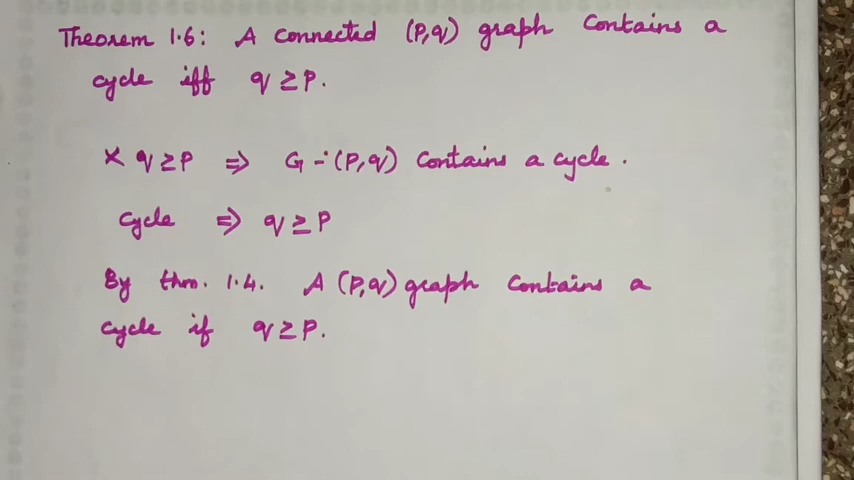 Theorem 1.6: A connected (p,q) graph contains a
cycle iff q ≥ p.
× q ≥ p ⇒ G - (p,q) contains a cycle.
cycle ⇒ q ≥ p
By thm. 1.4. A (p,q) graph contains a
cycle if q ≥ p.